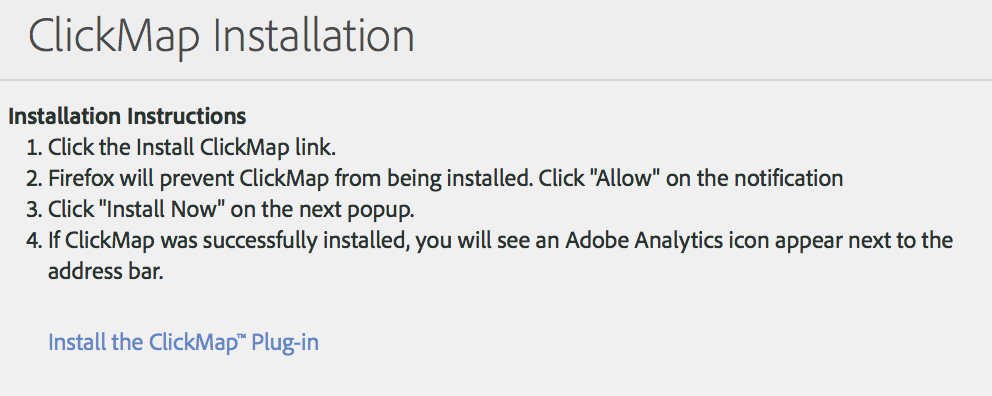 ClickMap Installation
Installation Instructions
1. Click the Install ClickMap link.
2. Firefox will prevent ClickMap from being installed. Click "Allow" on the notification
3. Click "Install Now" on the next popup.
4. If ClickMap was successfully installed, you will see an Adobe Analytics icon appear next to the
address bar.
Install the ClickMap™ Plug-in